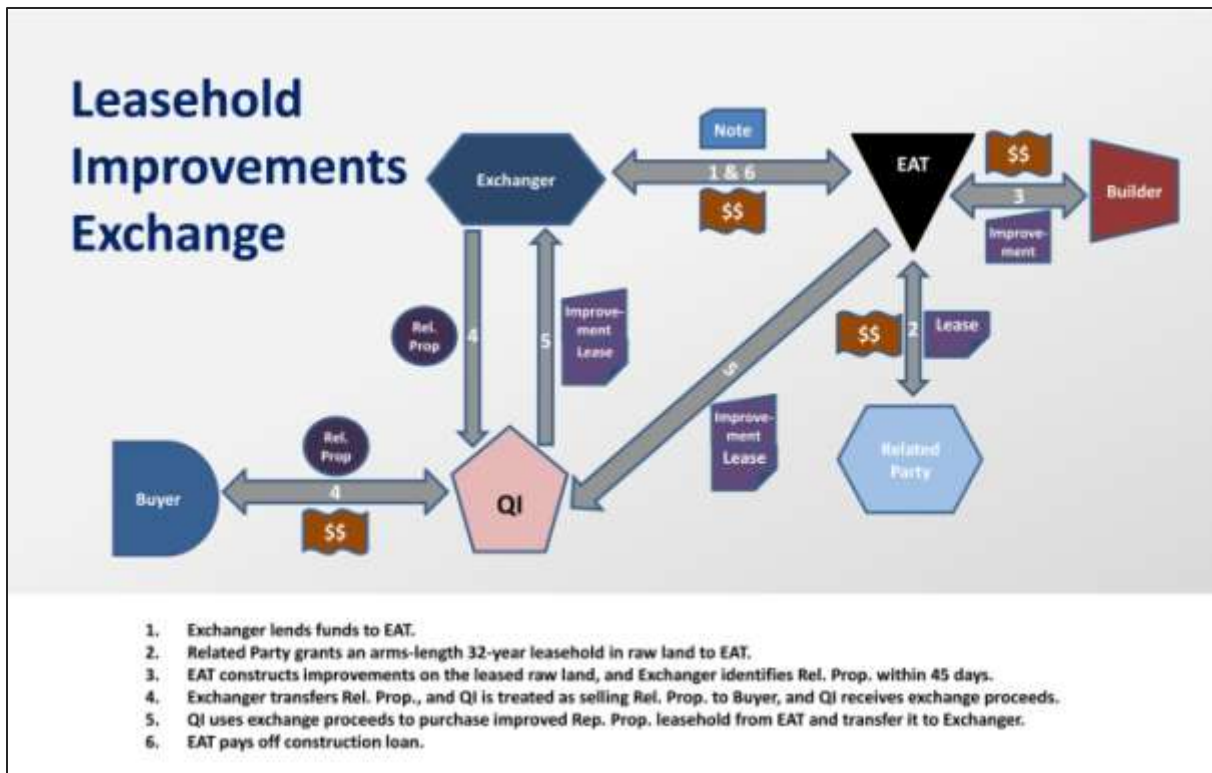 Leasehold
Improvements
Exchange
Note
Exchanger
1 & 6
$$
EAT
$$
3
Builder
Improve-
ment
Rel.
Prop
4
5
Improve-
ment
Lease
5
$$
2
Lease
Improve-
ment
Lease
Related
Party
Rel.
Prop
Buyer
4
$$
QI
1. Exchanger lends funds to EAT.
2. Related Party grants an arms-length 32-year leasehold in raw land to EAT.
3. EAT constructs improvements on the leased raw land, and Exchanger identifies Rel. Prop. within 45 days.
4. Exchanger transfers Rel. Prop., and QI is treated as selling Rel. Prop. to Buyer, and QI receives exchange proceeds.
5. QI uses exchange proceeds to purchase improved Rep. Prop. leasehold from EAT and transfer it to Exchanger.
6. EAT pays off construction loan.